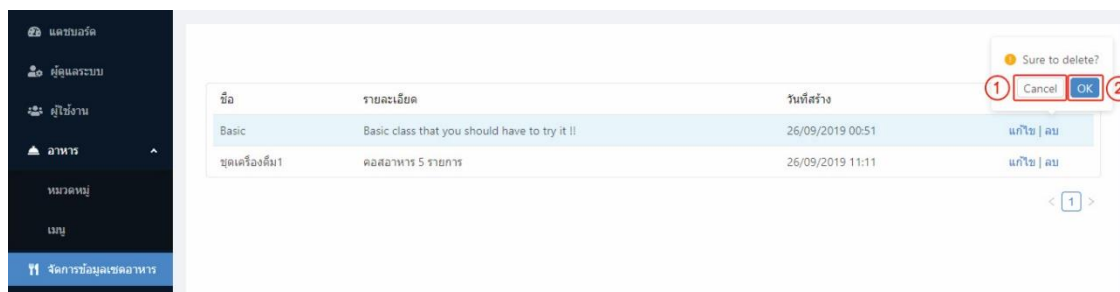 แดชบอร์ด
ผู้ดูแลระบบ
ผู้ใช้งาน
อาหาร
หมวดหมู่
เมนู
จัดการข้อมูลเซตอาหาร
Sure to delete?
1 Cancel OK 2
ชื่อ รายละเอียด วันที่สร้าง
Basic Basic class that you should have to try it !! 26/09/2019 00:51 แก้ไข | ลบ
ชุดเครื่องดื่ม1 คอสอาหาร 5 รายการ 26/09/2019 11:11 แก้ไข | ลบ
< 1 >